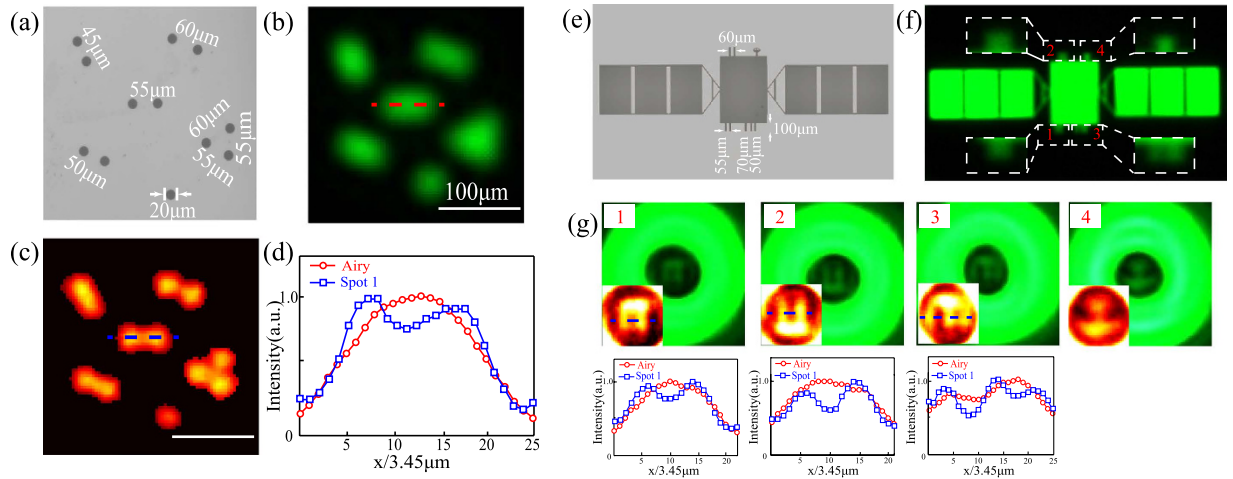 (a)
45μm
60μm
55μm
60μm
55μm
55μm
50μm
20μm
(b)
100μm
(c)
(d)
Airy
Spot 1
1.0
0
Intensity(a.u.)
5 10 15 20 25
x/3.45μm
(e)
60μm
100μm
55μm
70μm
50μm
(f)
2
4
1
3
(g)
1
2
3
4
Airy
Spot 1
1.0
0
Intensity(a.u.)
5 10 15 20
x/3.45μm
Airy
Spot 1
1.0
0
Intensity(a.u.)
5 10 15 20
x/3.45μm
Airy
Spot 1
1.0
0
Intensity(a.u.)
5 10 15 20 25
x/3.45μm